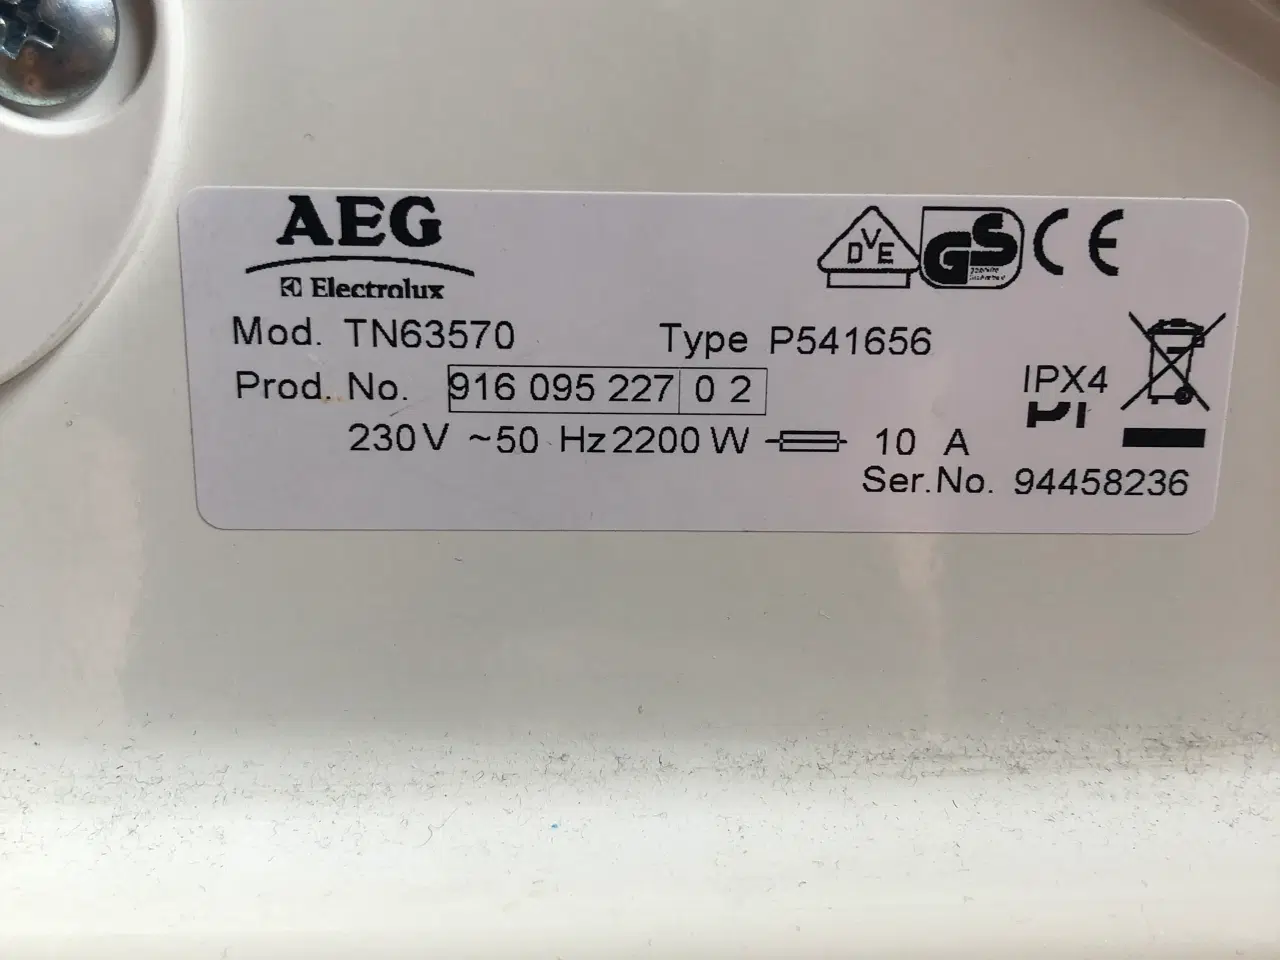 AEG
Electrolux
DVE
GS
CE
Mod. TN63570 Type P541656
Prod. No. 916 095 227 0 2
IPX4
230V ~50 Hz 2200 W 10 A
Ser.No. 94458236